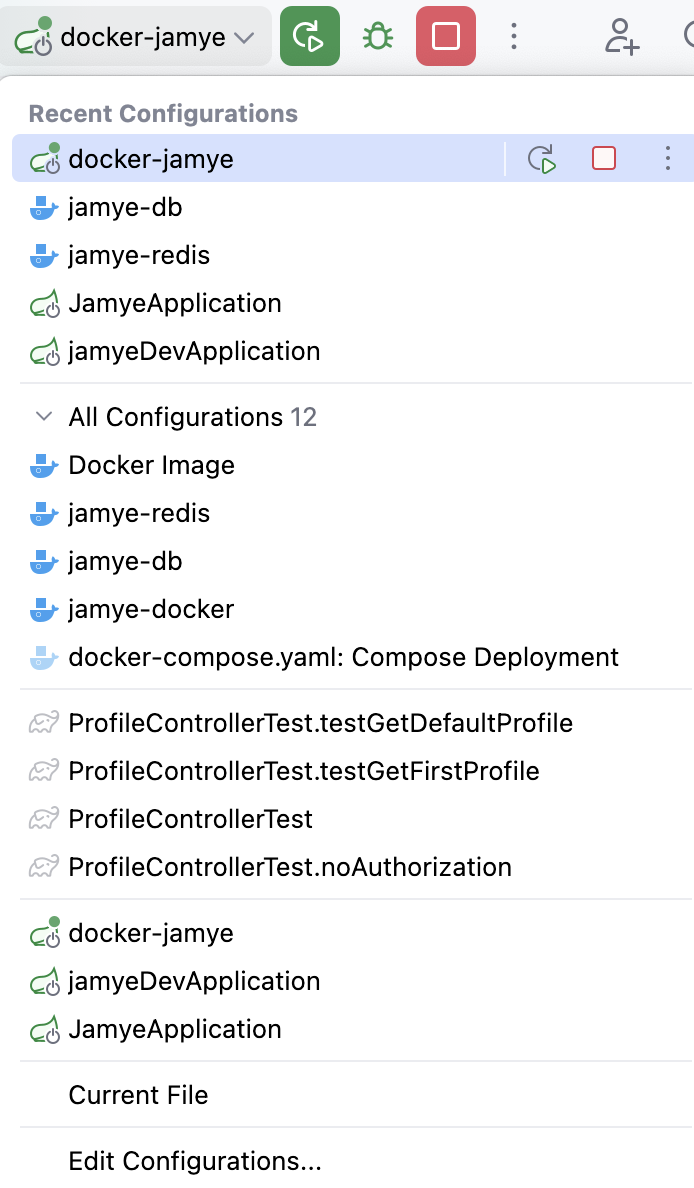 docker-jamye
Recent Configurations
docker-jamye
jamye-db
jamye-redis
JamyeApplication
jamyeDevApplication
All Configurations 12
Docker Image
jamye-redis
jamye-db
jamye-docker
docker-compose.yaml: Compose Deployment
ProfileControllerTest.testGetDefaultProfile
ProfileControllerTest.testGetFirstProfile
ProfileControllerTest
ProfileControllerTest.noAuthorization
docker-jamye
jamyeDevApplication
JamyeApplication
Current File
Edit Configurations...